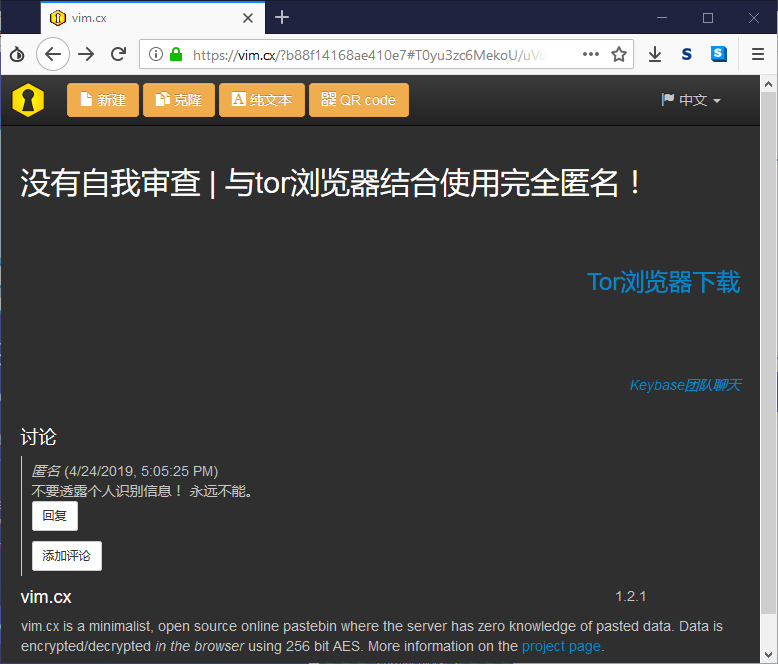 vim.cx
https://vim.cx/?b88f14168ae410e7#T0yu3zc6MekoU/uVo
新建 克隆 纯文本 QR code 中文
没有自我审查 | 与tor浏览器结合使用完全匿名！
Tor浏览器下载
Keybase团队聊天
讨论
匿名 (4/24/2019, 5:05:25 PM)
不要透露个人识别信息！ 永远不能。
回复
添加评论
vim.cx 1.2.1
vim.cx is a minimalist, open source online pastebin where the server has zero knowledge of pasted data. Data is
encrypted/decrypted in the browser using 256 bit AES. More information on the project page.